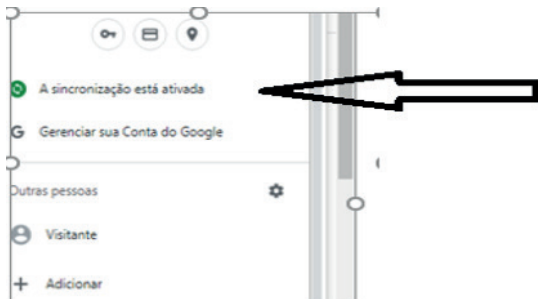 A sincronização está ativada
G Gerenciar sua Conta do Google
Outras pessoas
Visitante
+ Adicionar